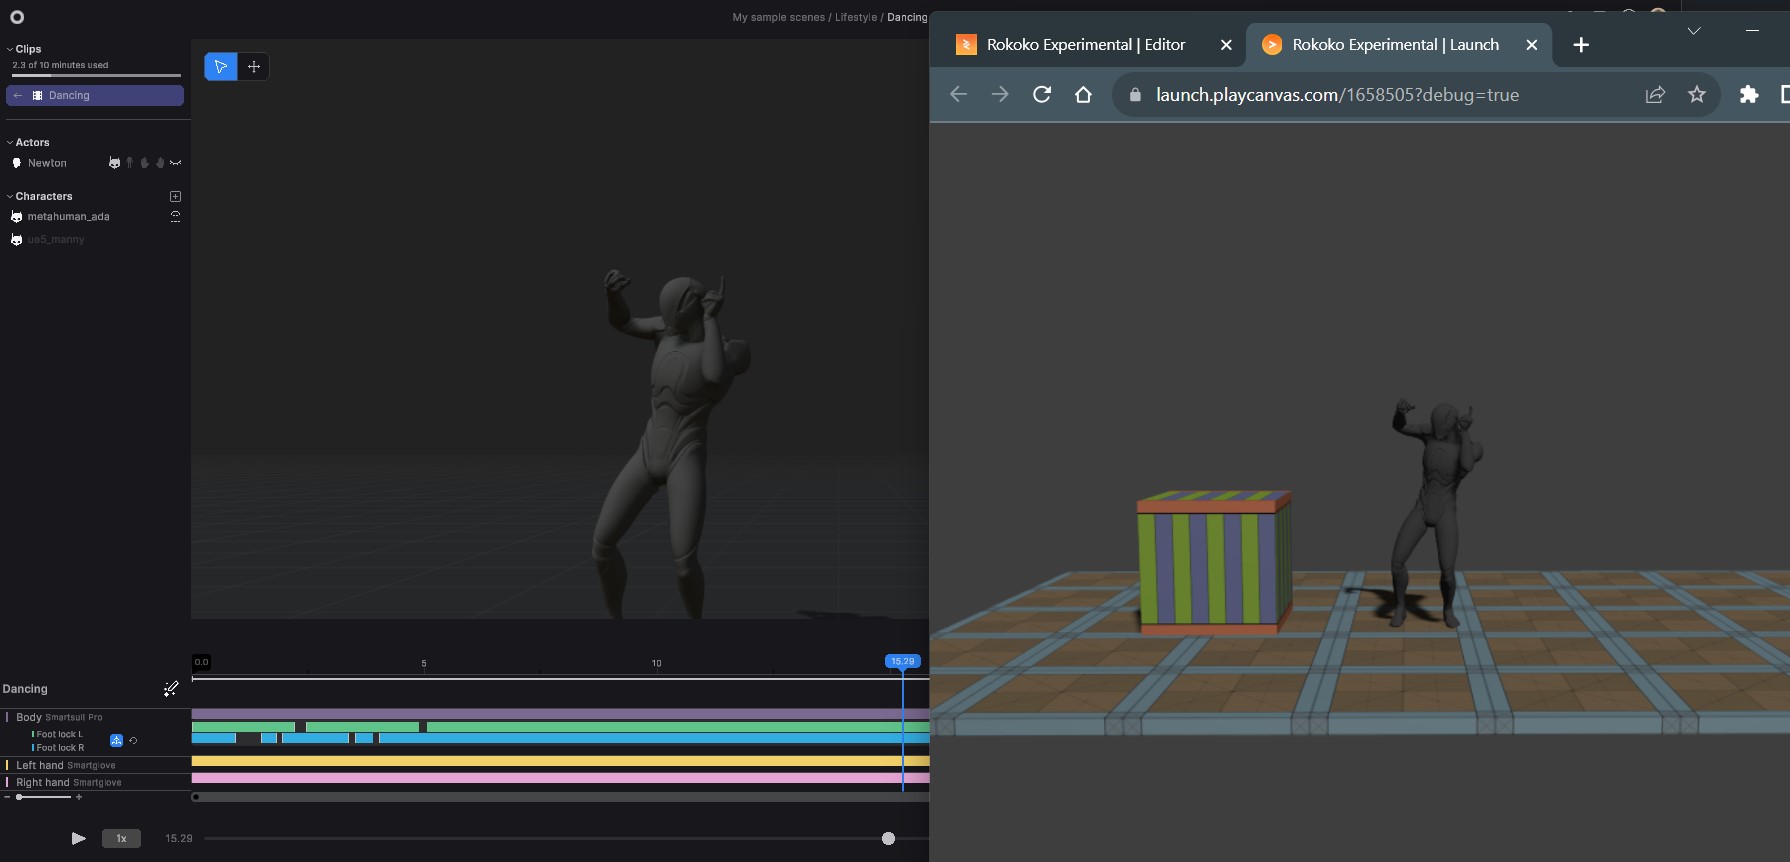 My sample scenes / Lifestyle / Dancing
Clips
2.3 of 10 minutes used
Dancing
Actors
Newton
Characters
metahuman_ada
ue5_manny
0.0
5
10
15.29
Dancing
Body Smartsuit Pro
Foot lock L
Foot lock R
Left hand Smartglove
Right hand Smartglove
1x
15.29
Rokoko Experimental | Editor
Rokoko Experimental | Launch
launch.playcanvas.com/1658505?debug=true